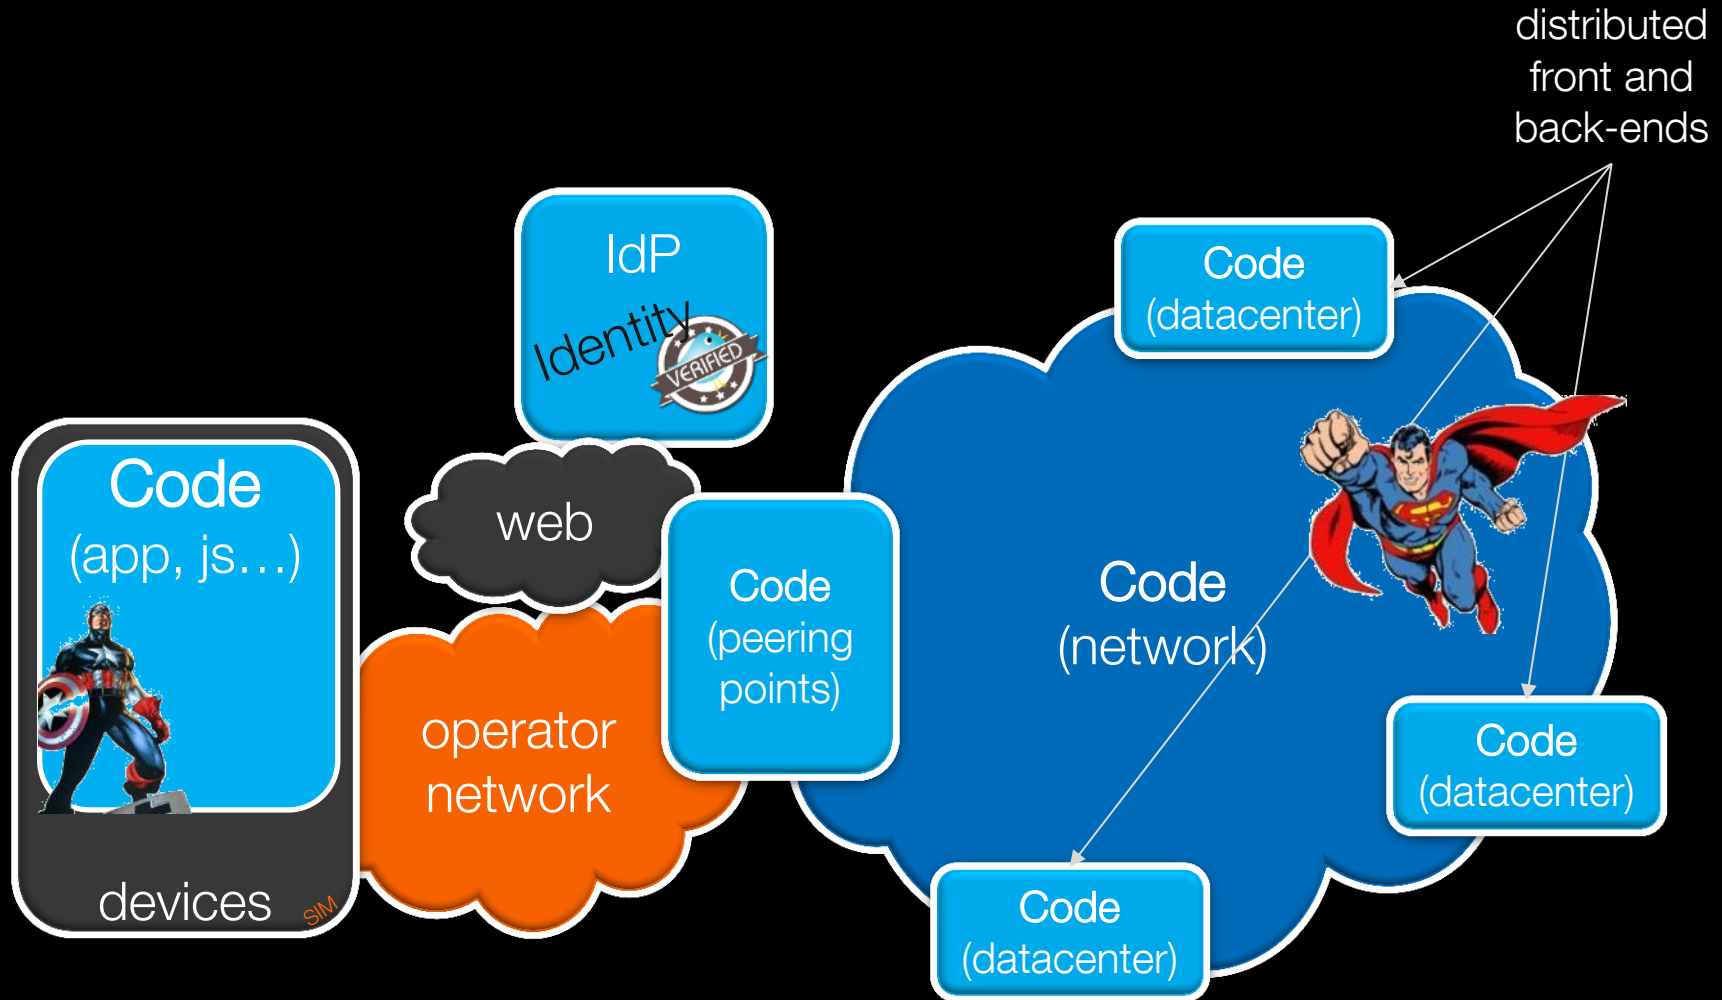 distributed
front and
back-ends
IdP
Identity
VERIFIED
Code
(datacenter)
Code
(app, js…)
devices
SIM
web
operator
network
Code
(peering
points)
Code
(network)
Code
(datacenter)
Code
(datacenter)